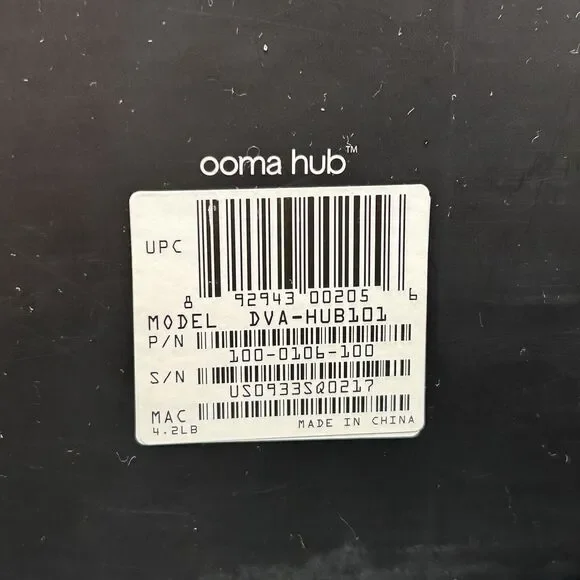 ooma hub™
UPC
8 92943 00205 6
MODEL DVA-HUB101
P/N
100-0106-100
S/N
US0933SQ0217
MAC
4.2LB MADE IN CHINA